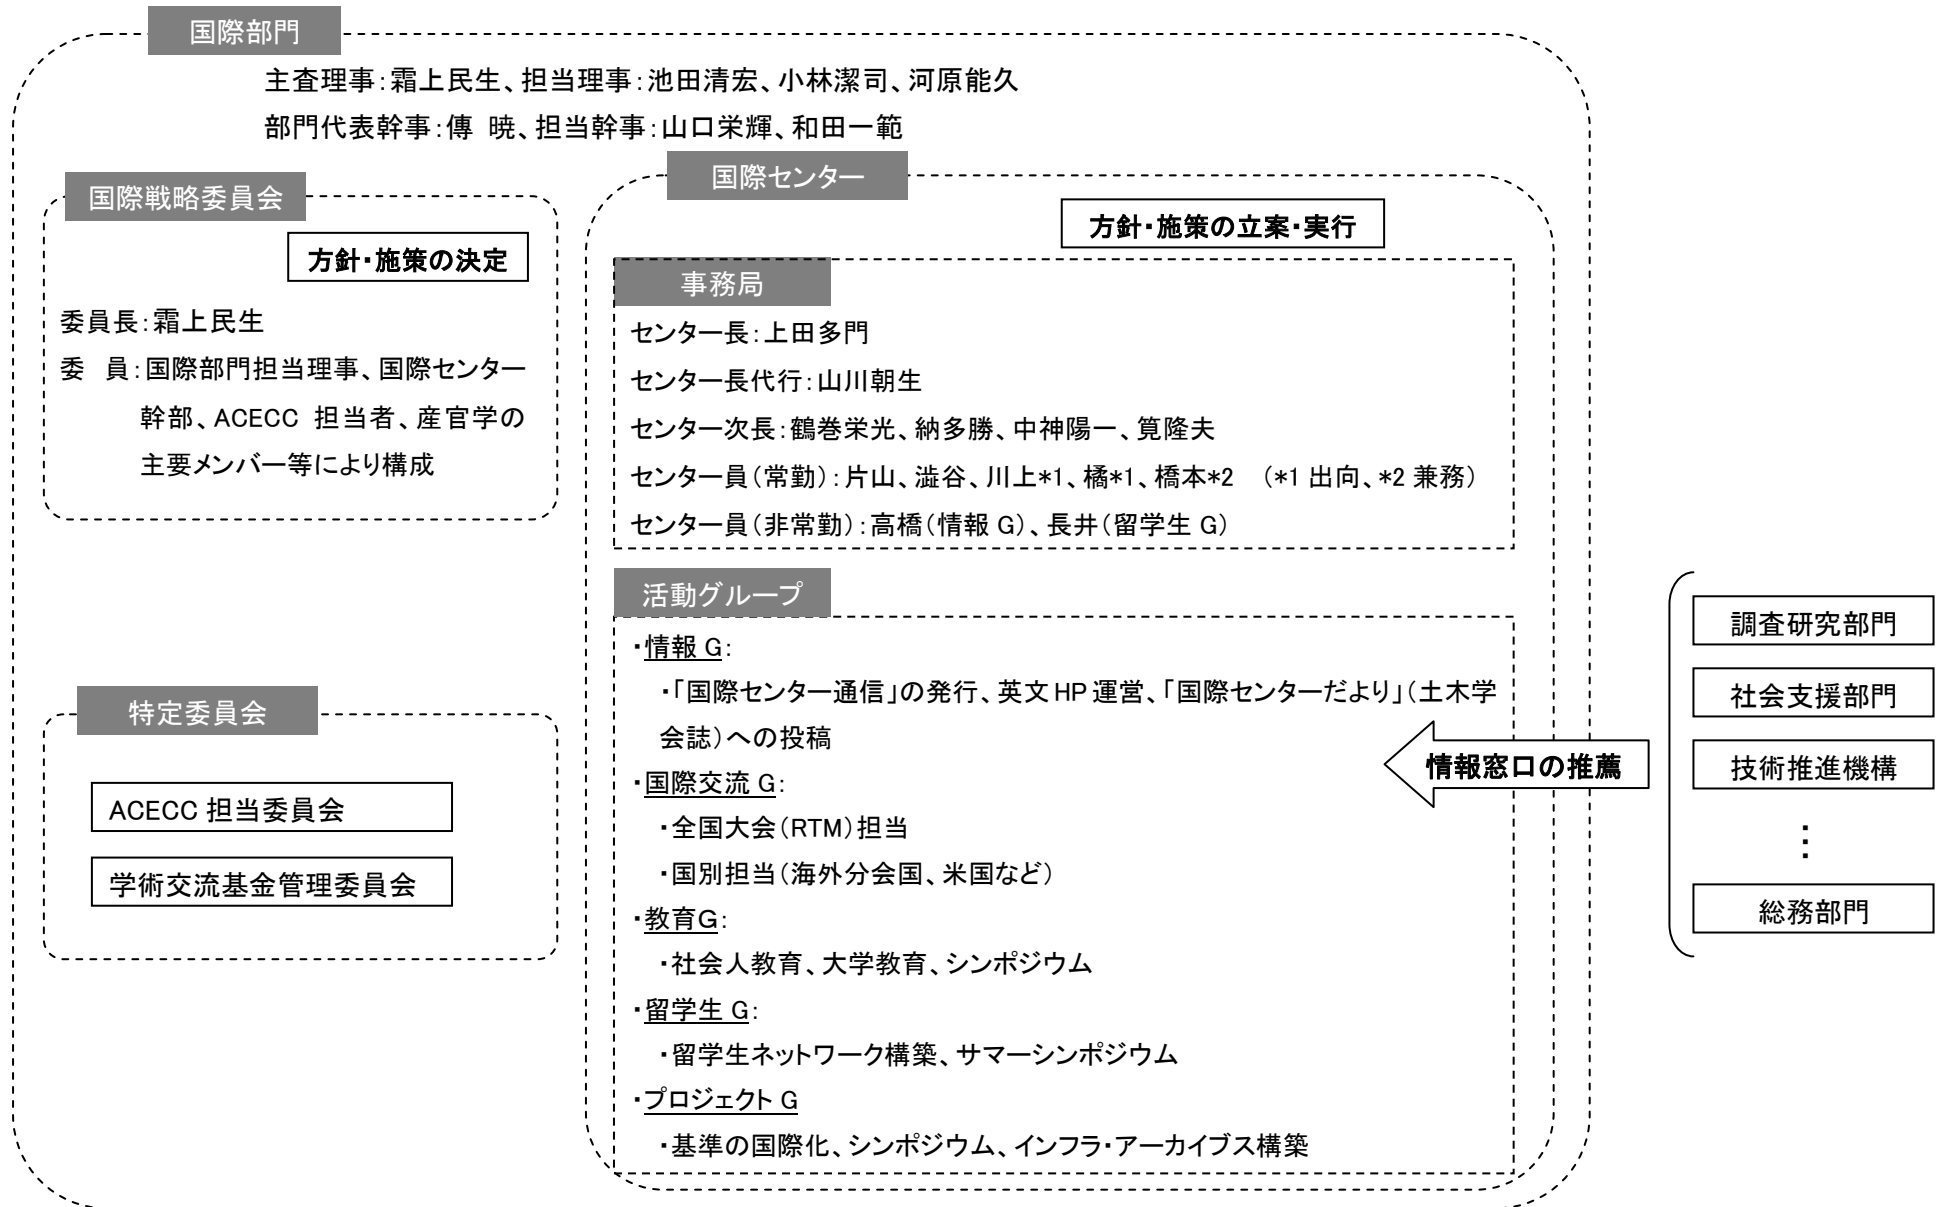 国際部門
主査理事:霜上民生、担当理事:池田清宏、小林潔司、河原能久
部門代表幹事:傳 暁、担当幹事:山口栄輝、和田一範
国際戦略委員会
方針・施策の決定
委員長:霜上民生
委 員:国際部門担当理事、国際センター
幹部、ACECC 担当者、産官学の
主要メンバー等により構成
特定委員会
ACECC 担当委員会
学術交流基金管理委員会
国際センター
方針・施策の立案・実行
事務局
センター長:上田多門
センター長代行:山川朝生
センター次長:鶴巻栄光、納多勝、中神陽一、筧隆夫
センター員(常勤):片山、澁谷、川上*1、橘*1、橋本*2 (*1 出向、*2 兼務)
センター員(非常勤):高橋(情報 G)、長井(留学生 G)
活動グループ
・情報 G:
・「国際センター通信」の発行、英文 HP 運営、「国際センターだより」(土木学
会誌)への投稿
・国際交流 G:
・全国大会(RTM)担当
・国別担当(海外分会国、米国など)
・教育G:
・社会人教育、大学教育、シンポジウム
・留学生 G:
・留学生ネットワーク構築、サマーシンポジウム
・プロジェクト G
・基準の国際化、シンポジウム、インフラ・アーカイブス構築
情報窓口の推薦
調査研究部門
社会支援部門
技術推進機構
⋮
総務部門